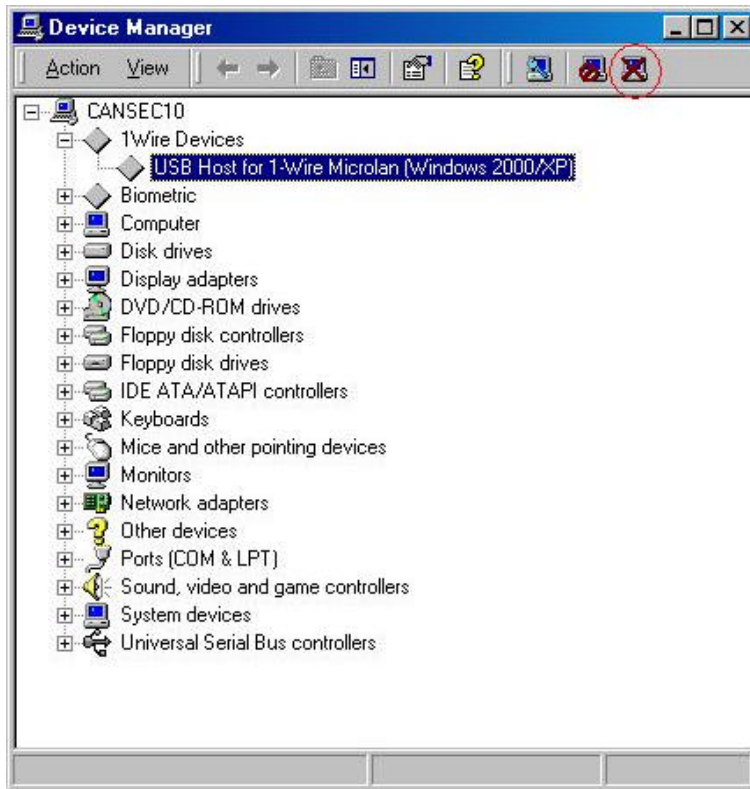 Device Manager
Action View
CANSEC10
1Wire Devices
USB Host for 1-Wire Microlan (Windows 2000/XP)
Biometric
Computer
Disk drives
Display adapters
DVD/CD-ROM drives
Floppy disk controllers
Floppy disk drives
IDE ATA/ATAPI controllers
Keyboards
Mice and other pointing devices
Monitors
Network adapters
Other devices
Ports (COM & LPT)
Sound, video and game controllers
System devices
Universal Serial Bus controllers